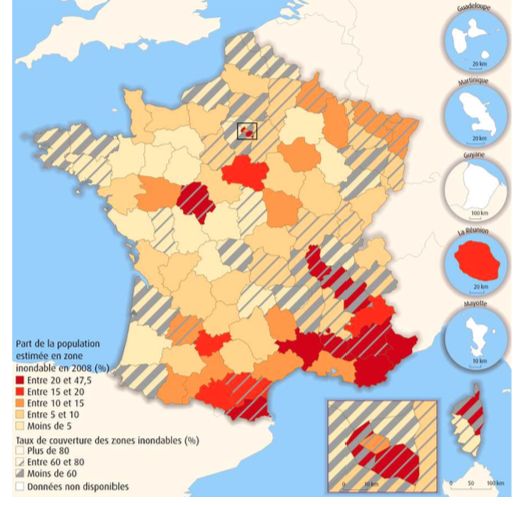 Guadeloupe
20 km
Martinique
20 km
Guyane
100 km
La Réunion
20 km
Mayotte
10 km
Part de la population
estimée en zone
inondable en 2008 (%)
Entre 20 et 47,5
Entre 15 et 20
Entre 10 et 15
Entre 5 et 10
Moins de 5
Taux de couverture des zones inondables (%)
Plus de 80
Entre 60 et 80
Moins de 60
Données non disponibles
0 10 km
0 50 100 km